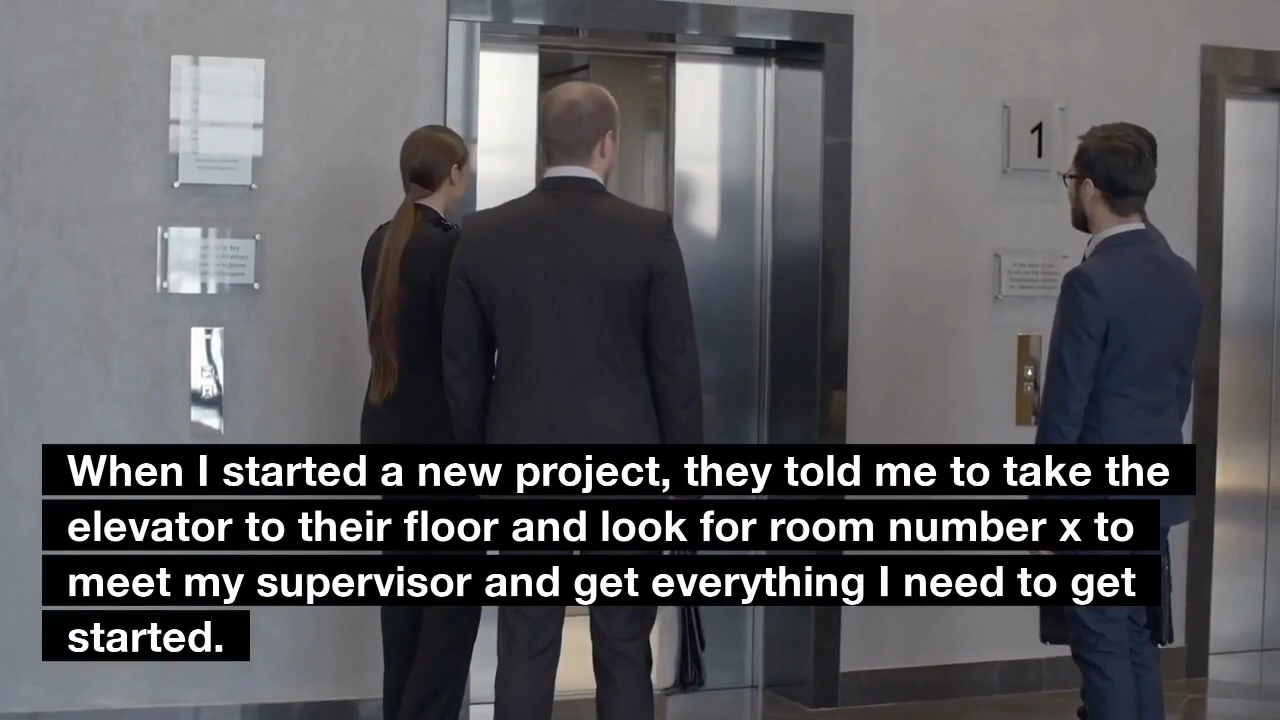 1
When I started a new project, they told me to take the
elevator to their floor and look for room number x to
meet my supervisor and get everything I need to get
started.